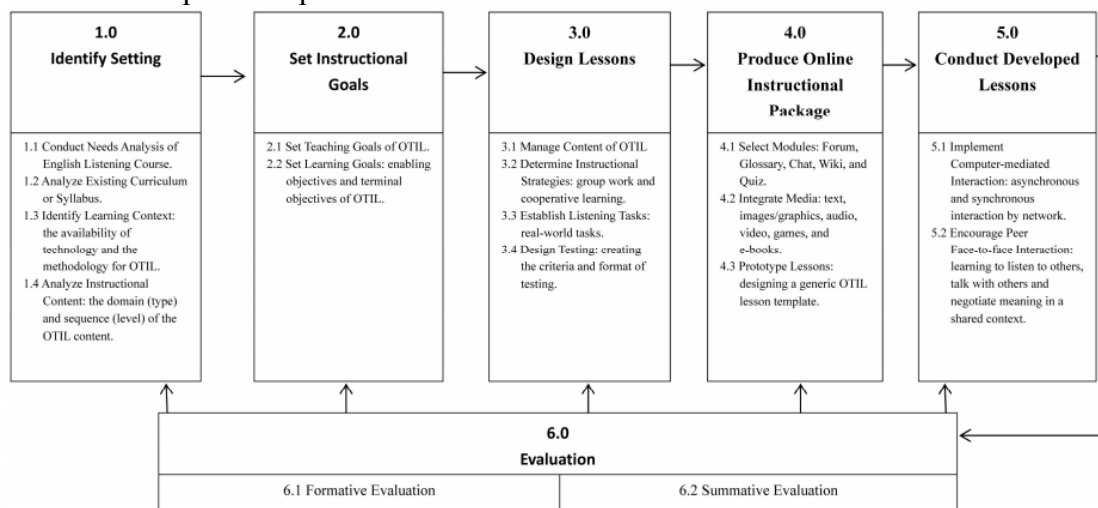 1.0
Identify Setting
1.1 Conduct Needs Analysis of
English Listening Course.
1.2 Analyze Existing Curriculum
or Syllabus.
1.3 Identify Learning Context:
the availability of
technology and the
methodology for OTIL.
1.4 Analyze Instructional
Content: the domain (type)
and sequence (level) of the
OTIL content.
2.0
Set Instructional
Goals
2.1 Set Teaching Goals of OTIL.
2.2 Set Learning Goals: enabling
objectives and terminal
objectives of OTIL.
3.0
Design Lessons
3.1 Manage Content of OTIL
3.2 Determine Instructional
Strategies: group work and
cooperative learning.
3.3 Establish Listening Tasks:
real-world tasks.
3.4 Design Testing: creating
the criteria and format of
testing.
4.0
Produce Online
Instructional
Package
4.1 Select Modules: Forum,
Glossary, Chat, Wiki, and
Quiz.
4.2 Integrate Media: text,
images/graphics, audio,
video, games, and
e-books.
4.3 Prototype Lessons:
designing a generic OTIL
lesson template.
5.0
Conduct Developed
Lessons
5.1 Implement
Computer-mediated
Interaction: asynchronous
and synchronous
interaction by network.
5.2 Encourage Peer
Face-to-face Interaction:
learning to listen to others,
talk with others and
negotiate meaning in a
shared context.
6.0
Evaluation
6.1 Formative Evaluation
6.2 Summative Evaluation